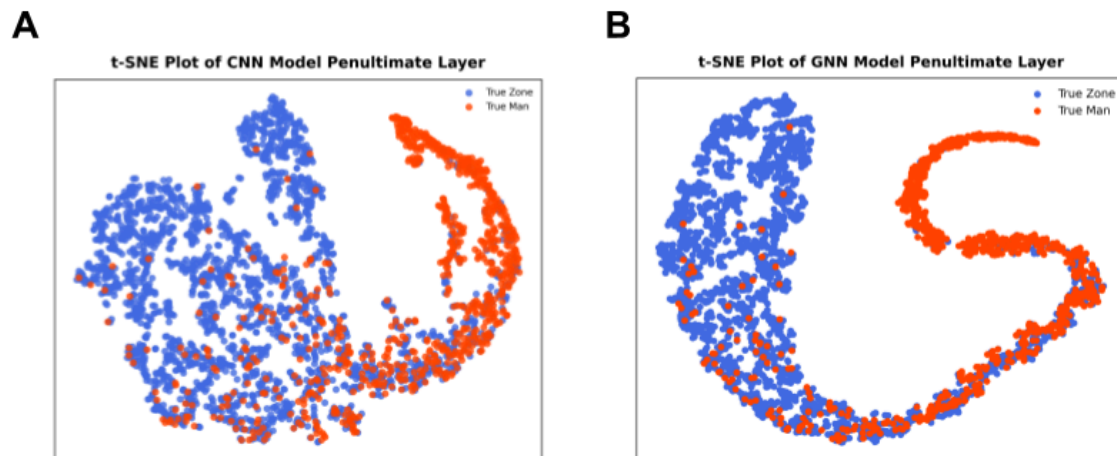 A
t-SNE Plot of CNN Model Penultimate Layer
True Zone
True Man
B
t-SNE Plot of GNN Model Penultimate Layer
True Zone
True Man